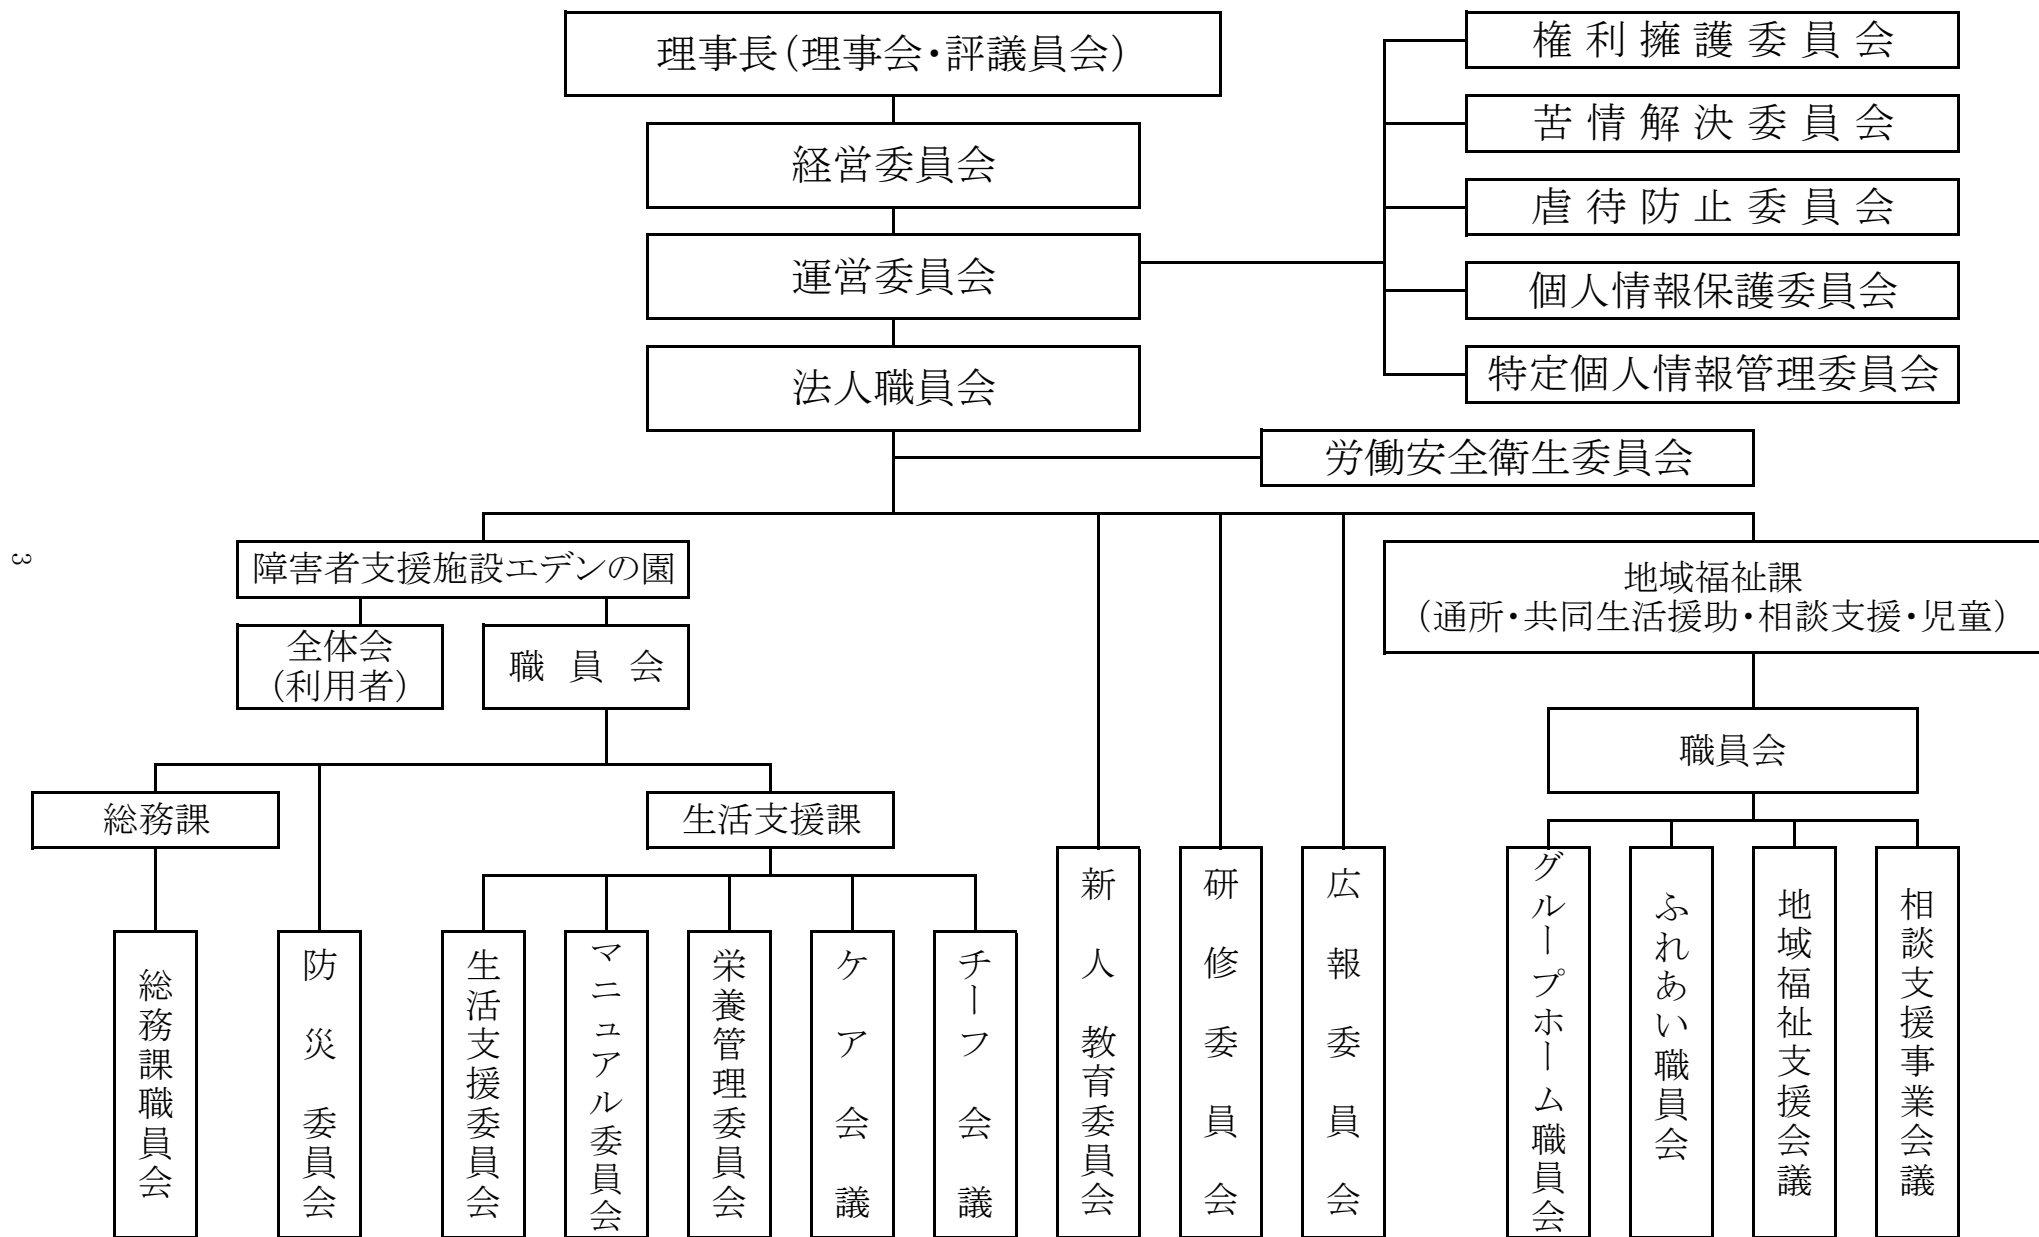 理事長(理事会・評議員会)
権利擁護委員会
苦情解決委員会
経営委員会
虐待防止委員会
運営委員会
個人情報保護委員会
特定個人情報管理委員会
法人職員会
労働安全衛生委員会
3
障害者支援施設エデンの園
地域福祉課
(通所・共同生活援助・相談支援・児童)
全体会
(利用者)
職員会
職員会
総務課
生活支援課
総務課職員会
防災委員会
生活支援委員会
マニュアル委員会
栄養管理委員会
ケア会議
チーフ会議
新人教育委員会
研修委員会
広報委員会
グループホーム職員会
ふれあい職員会
地域福祉支援会議
相談支援事業会議